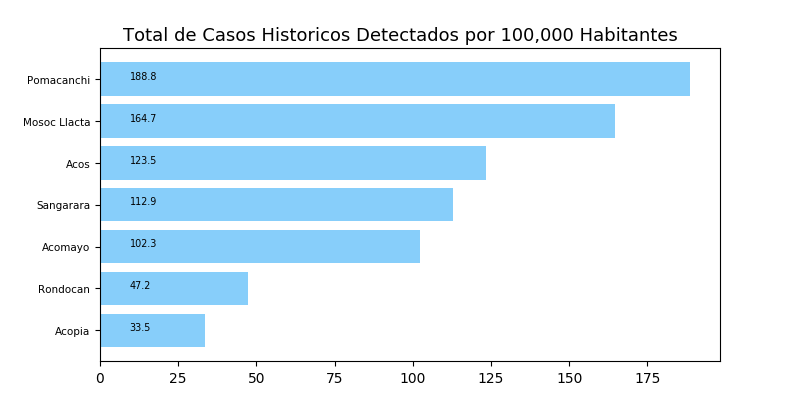 Total de Casos Historicos Detectados por 100,000 Habitantes
Pomacanchi 188.8
Mosoc Llacta 164.7
Acos 123.5
Sangarara 112.9
Acomayo 102.3
Rondocan 47.2
Acopia 33.5
0 25 50 75 100 125 150 175